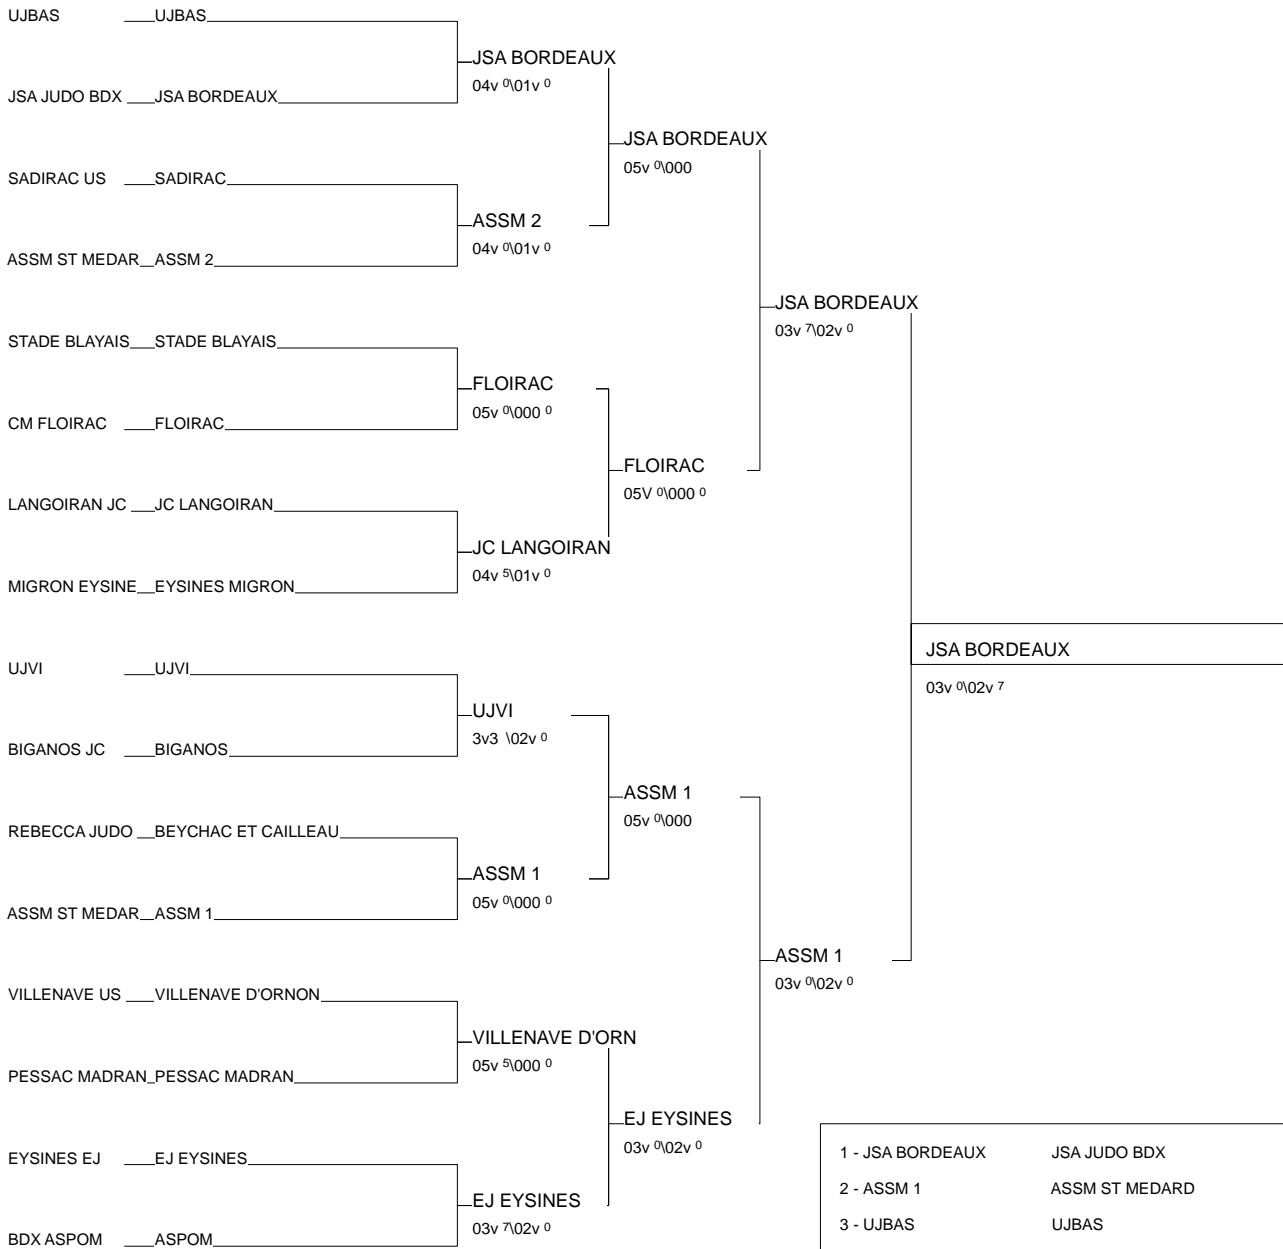 UJBAS UJBAS
JSA BORDEAUX
04v 0\01v 0
JSA JUDO BDX JSA BORDEAUX
JSA BORDEAUX
05v 0\000
SADIRAC US SADIRAC
ASSM 2
04v 0\01v 0
ASSM ST MEDAR ASSM 2
JSA BORDEAUX
03v 7\02v 0
STADE BLAYAIS STADE BLAYAIS
FLOIRAC
05v 0\000 0
CM FLOIRAC FLOIRAC
FLOIRAC
05V 0\000 0
LANGOIRAN JC JC LANGOIRAN
JC LANGOIRAN
04v 5\01v 0
MIGRON EYSINE EYSINES MIGRON
JSA BORDEAUX
03v 0\02v 7
UJVI UJVI
UJVI
3v3 \02v 0
BIGANOS JC BIGANOS
ASSM 1
05v 0\000
REBECCA JUDO BEYCHAC ET CAILLEAU
ASSM 1
05v 0\000 0
ASSM ST MEDAR ASSM 1
ASSM 1
03v 0\02v 0
VILLENAVE US VILLENAVE D'ORNON
VILLENAVE D'ORN
05v 5\000 0
PESSAC MADRAN PESSAC MADRAN
EJ EYSINES
03v 0\02v 0
EYSINES EJ EJ EYSINES
EJ EYSINES
03v 7\02v 0
BDX ASPOM ASPOM
1 - JSA BORDEAUX JSA JUDO BDX
2 - ASSM 1 ASSM ST MEDARD
3 - UJBAS UJBAS